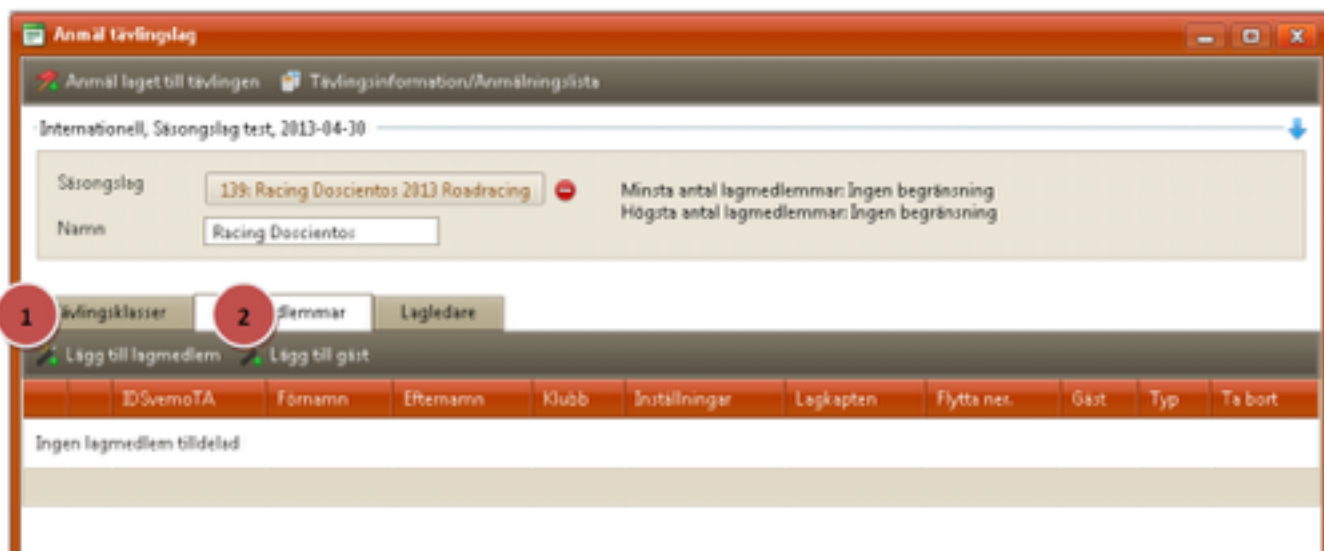 Anmäl tävlingslag
Anmäl laget till tävlingen Tävlingsinformation/Anmälningslista
Internationell, Säsongslag test, 2013-04-30
Säsongslag 139: Racing Doscientos 2013 Roadracing
Minsta antal lagmedlemmar: Ingen begränsning
Högsta antal lagmedlemmar: Ingen begränsning
Namn Racing Doscientos
1 ävlingsklasser 2 dlemmar Lagledare
Lägg till lagmedlem Lägg till gäst
IDSvemoTA Förnamn Efternamn Klubb Inställningar Lagkapten Flytta ner. Gäst Typ Ta bort
Ingen lagmedlem tilldelad